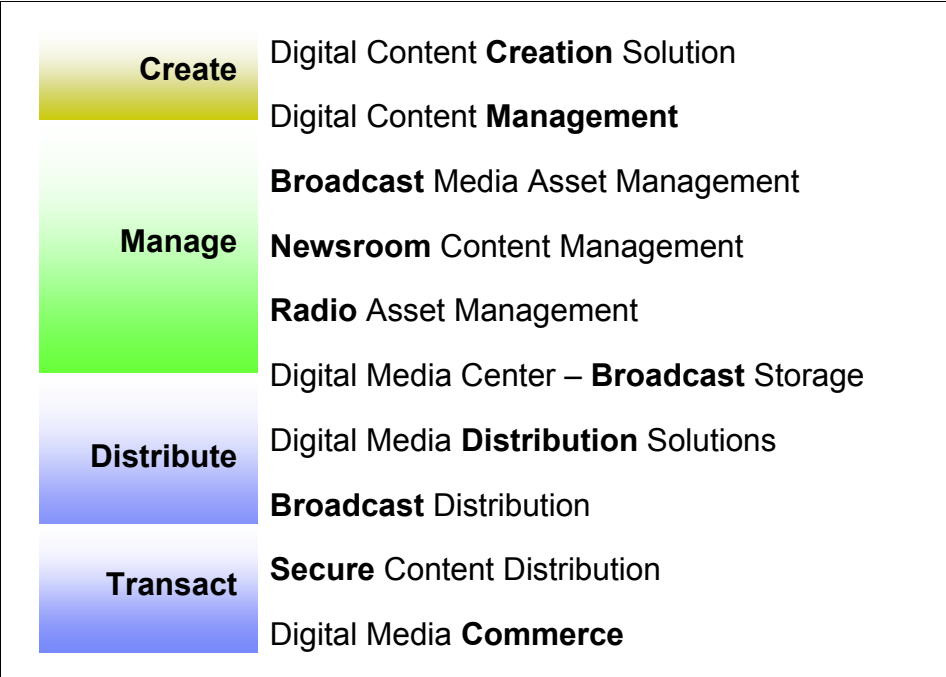 Create
Digital Content Creation Solution
Digital Content Management
Broadcast Media Asset Management
Manage
Newsroom Content Management
Radio Asset Management
Digital Media Center – Broadcast Storage
Distribute
Digital Media Distribution Solutions
Broadcast Distribution
Transact
Secure Content Distribution
Digital Media Commerce